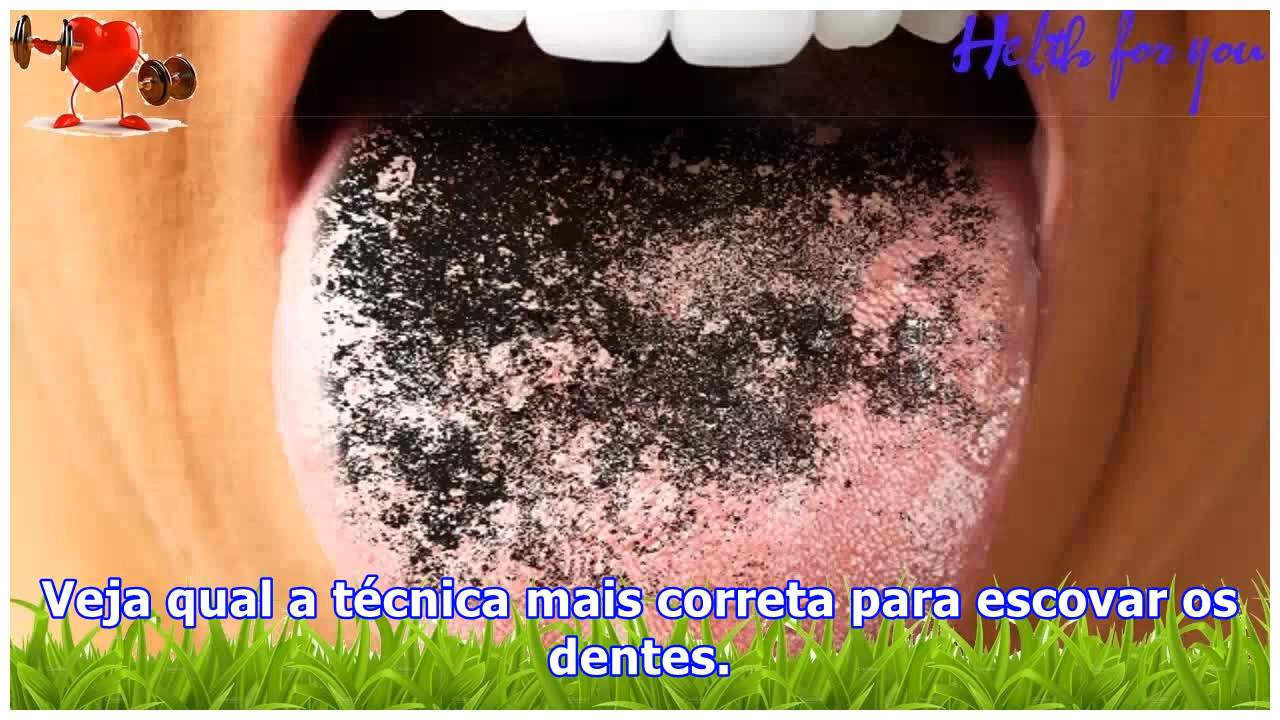 Helth for you
Veja qual a técnica mais correta para escovar os
dentes.